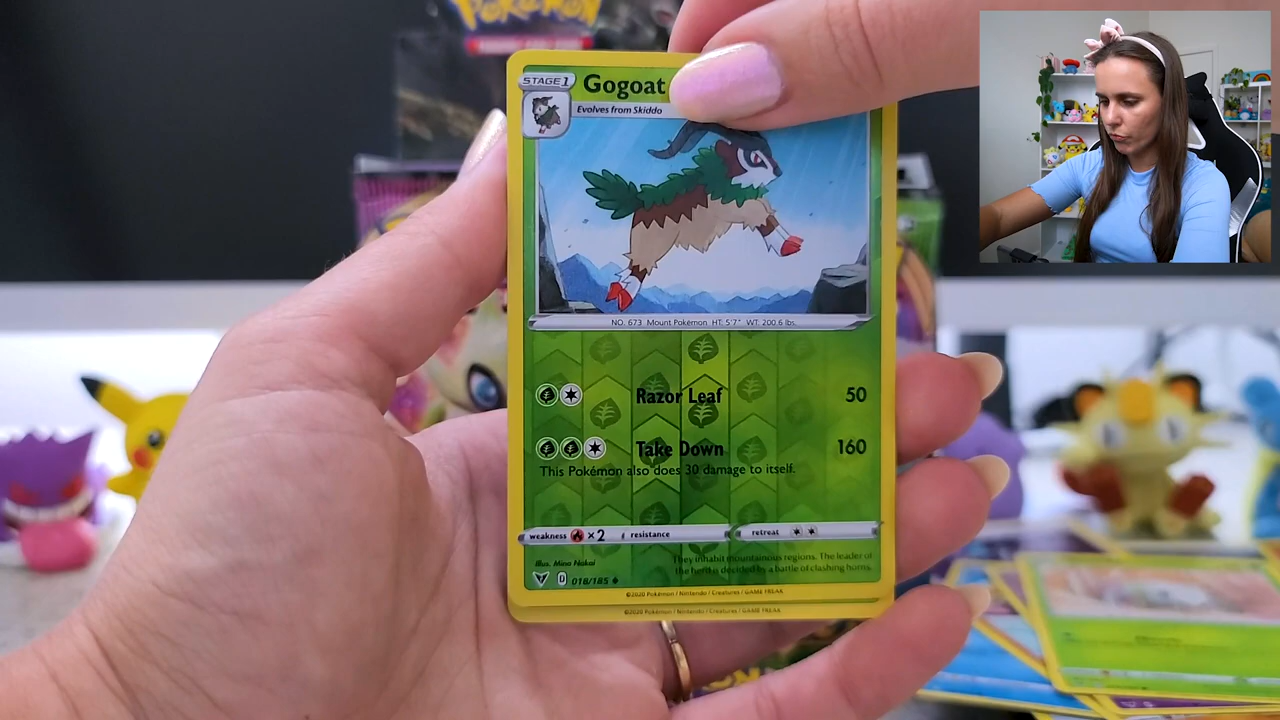 POKÉMON
STAGE 1
Gogoat
Evolves from Skiddo
NO. 673 Mount Pokémon HT: 5'7" WT: 200.6 lbs.
Razor Leaf 50
Take Down 160
This Pokémon also does 30 damage to itself.
weakness ×2 resistance retreat
Illus. Mina Nakai
They inhabit mountainous regions. The leader of
the herd is decided by a battle of clashing horns.
D 018/185
©2020 Pokémon / Nintendo / Creatures / GAME FREAK
©2020 Pokémon / Nintendo / Creatures / GAME FREAK